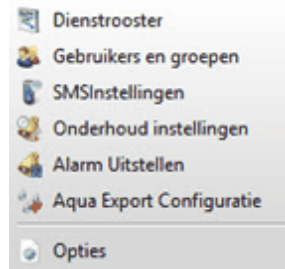 Dienstrooster
Gebruikers en groepen
SMSInstellingen
Onderhoud instellingen
Alarm Uitstellen
Aqua Export Configuratie
Opties